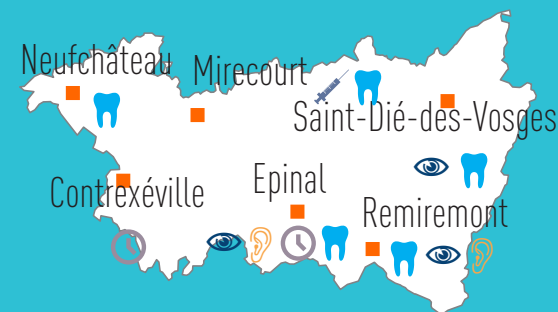 Neufchâteau
Mirecourt
Saint-Dié-des-Vosges
Contrexéville
Epinal
Remiremont